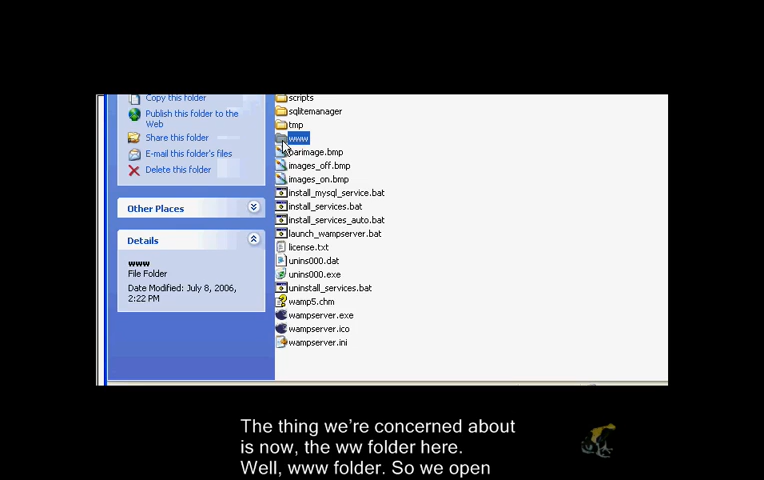 Copy this folder
Publish this folder to the
Web
Share this folder
E-mail this folder's files
Delete this folder
Other Places
Details
www
File Folder
Date Modified: July 8, 2006,
2:22 PM
scripts
sqlitemanager
tmp
www
barimage.bmp
images_off.bmp
images_on.bmp
install_mysql_service.bat
install_services.bat
install_services_auto.bat
launch_wampserver.bat
license.txt
unins000.dat
unins000.exe
uninstall_services.bat
wamp5.chm
wampserver.exe
wampserver.ico
wampserver.ini
The thing we're concerned about
is now, the ww folder here.
Well, www folder. So we open